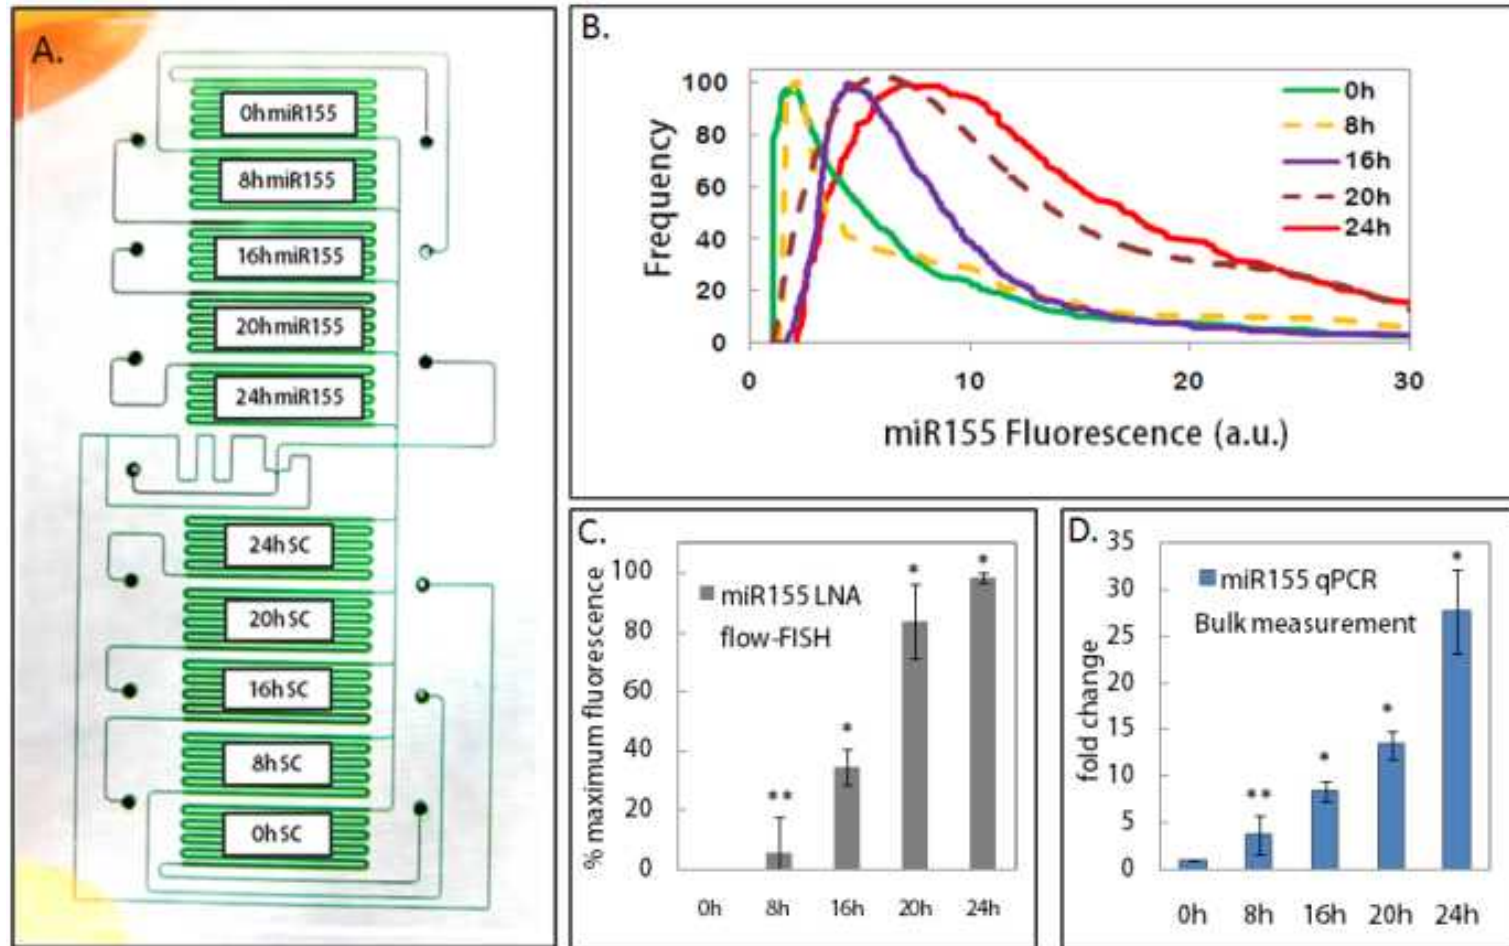 A.
0h miR155
8h miR155
16h miR155
20h miR155
24h miR155
24h SC
20h SC
16h SC
8h SC
0h SC
B.
Frequency
100
80
60
40
20
0
0
10
20
30
miR155 Fluorescence (a.u.)
0h
8h
16h
20h
24h
C.
% maximum fluorescence
100
80
60
40
20
0
miR155 LNA
flow-FISH
**
*
*
*
0h
8h
16h
20h
24h
D.
fold change
35
30
25
20
15
10
5
0
miR155 qPCR
Bulk measurement
**
*
*
*
0h
8h
16h
20h
24h